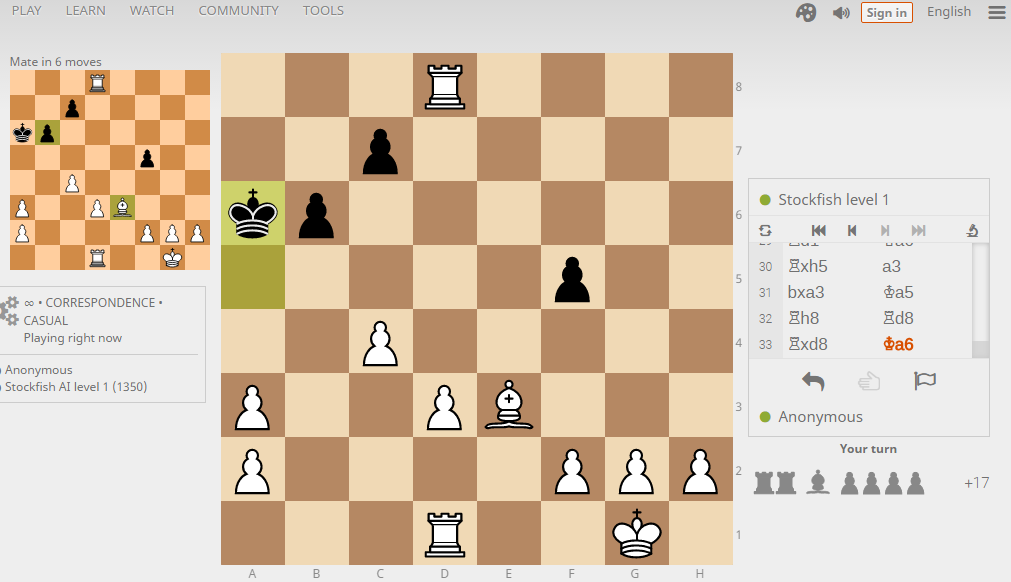 PLAY LEARN WATCH COMMUNITY TOOLS Sign in English
Mate in 6 moves
∞ • CORRESPONDENCE •
CASUAL
Playing right now
Anonymous
Stockfish AI level 1 (1350)
8
7
6
5
4
3
2
1
A B C D E F G H
Stockfish level 1
30 ♖xh5 a3
31 bxa3 ♔a5
32 ♖h8 ♖d8
33 ♖xd8 ♔a6
Anonymous
Your turn
+17